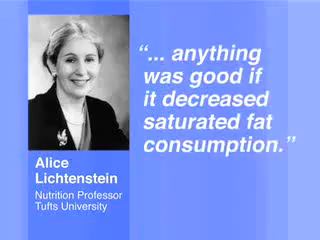 “... anything
was good if
it decreased
saturated fat
consumption.”
Alice
Lichtenstein
Nutrition Professor
Tufts University